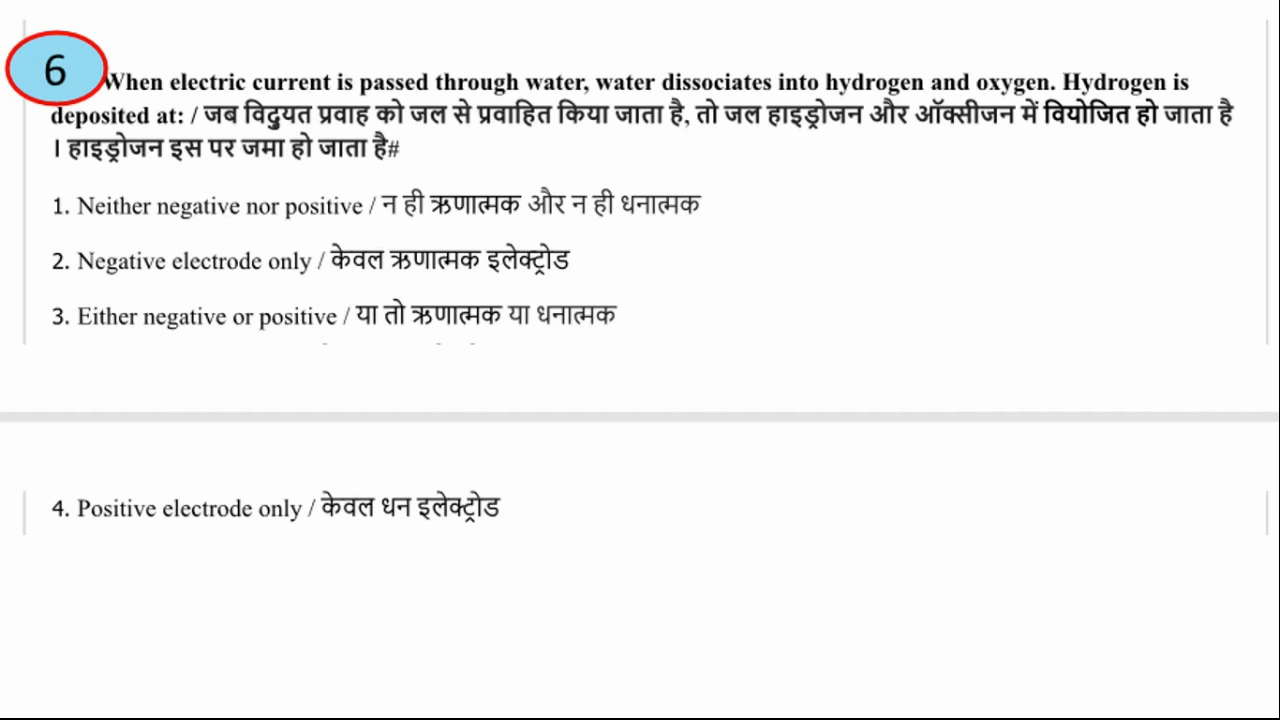 6
When electric current is passed through water, water dissociates into hydrogen and oxygen. Hydrogen is
deposited at: / जब विद्युत प्रवाह को जल से प्रवाहित किया जाता है, तो जल हाइड्रोजन और ऑक्सीजन में वियोजित हो जाता है
। हाइड्रोजन इस पर जमा हो जाता है#
1. Neither negative nor positive / न ही ऋणात्मक और न ही धनात्मक
2. Negative electrode only / केवल ऋणात्मक इलेक्ट्रोड
3. Either negative or positive / या तो ऋणात्मक या धनात्मक
4. Positive electrode only / केवल धन इलेक्ट्रोड